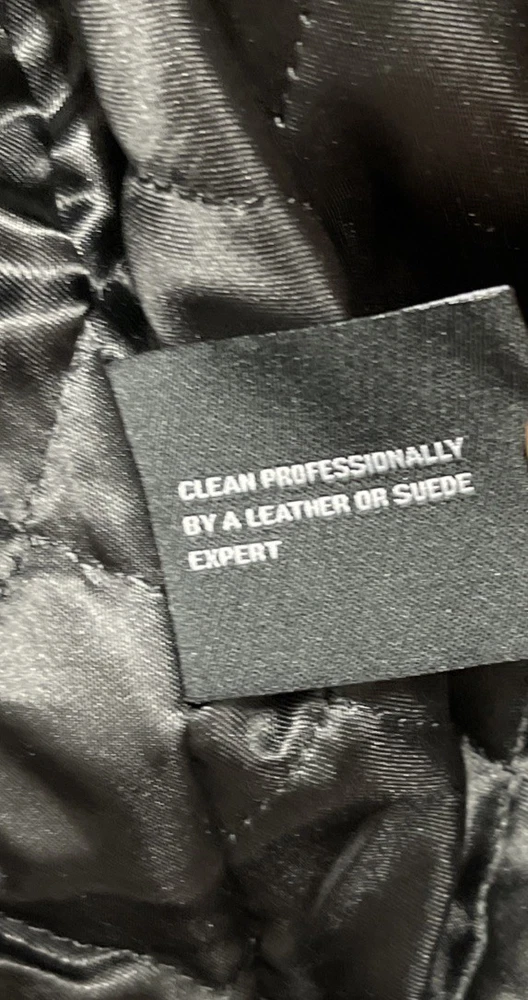 CLEAN PROFESSIONALLY
BY A LEATHER OR SUEDE
EXPERT